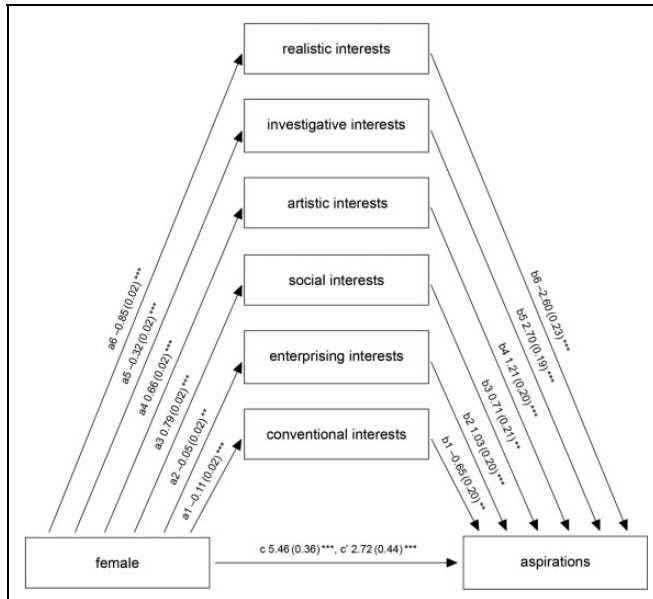 realistic interests
investigative interests
artistic interests
social interests
enterprising interests
conventional interests
a6 –0.85 (0.02) ***
a5 –0.32 (0.02) ***
a4 0.66 (0.02) ***
a3 0.79 (0.02) ***
a2 –0.05 (0.02) **
a1 –0.11 (0.02) ***
b6 –2.60 (0.23) ***
b5 2.70 (0.19) ***
b4 1.21 (0.20) ***
b3 0.71 (0.21) **
b2 1.03 (0.20) ***
b1 –0.65 (0.20) **
female
c 5.46 (0.36) ***, c' 2.72 (0.44) ***
aspirations